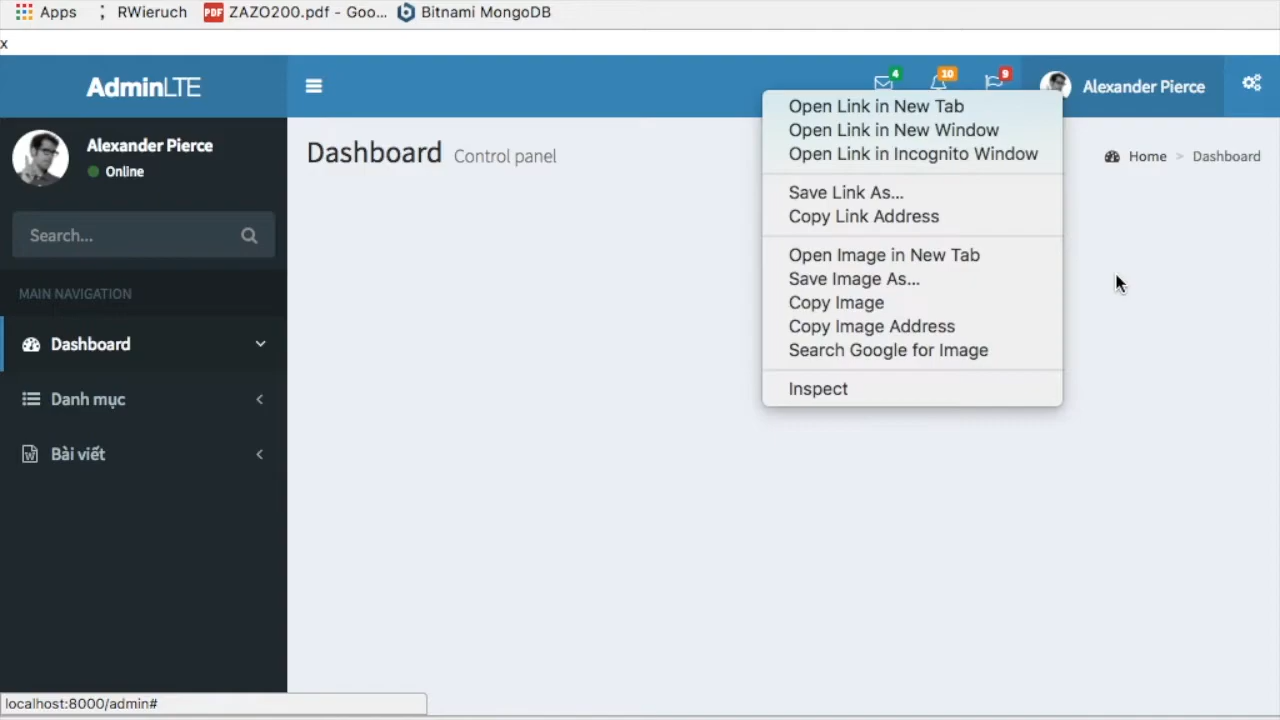 Apps ; RWieruch PDF ZAZO200.pdf - Goo... Bitnami MongoDB
x
AdminLTE
4
10
9
Alexander Pierce
Alexander Pierce
Online
Search...
MAIN NAVIGATION
Dashboard
Danh mục
Bài viết
Dashboard Control panel
Home > Dashboard
Open Link in New Tab
Open Link in New Window
Open Link in Incognito Window
Save Link As...
Copy Link Address
Open Image in New Tab
Save Image As...
Copy Image
Copy Image Address
Search Google for Image
Inspect
localhost:8000/admin#